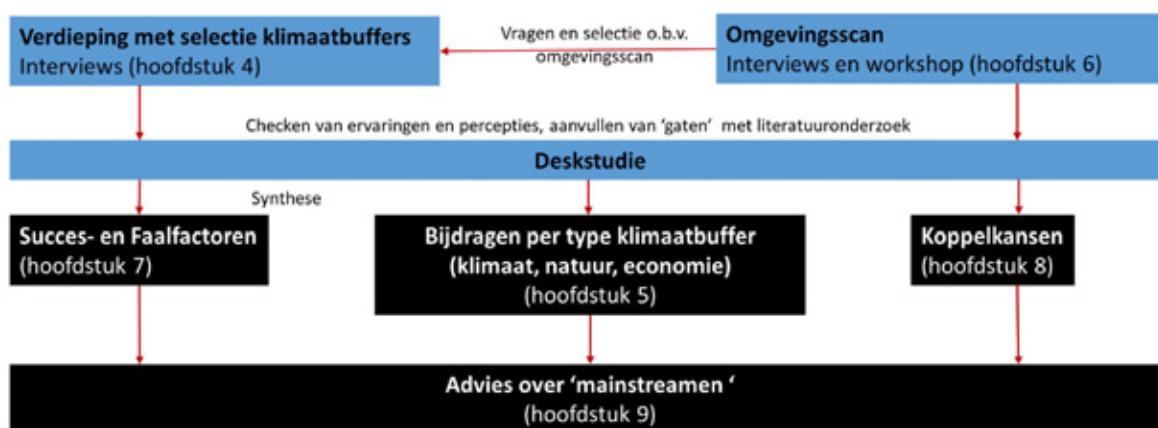 Verdieping met selectie klimaatbuffers
Interviews (hoofdstuk 4)
Vragen en selectie o.b.v.
omgevingsscan
Omgevingsscan
Interviews en workshop (hoofdstuk 6)
Checken van ervaringen en percepties, aanvullen van ‘gaten’ met literatuuronderzoek
Deskstudie
Synthese
Succes- en Faalfactoren
(hoofdstuk 7)
Bijdragen per type klimaatbuffer
(klimaat, natuur, economie)
(hoofdstuk 5)
Koppelkansen
(hoofdstuk 8)
Advies over ‘mainstreamen ‘
(hoofdstuk 9)